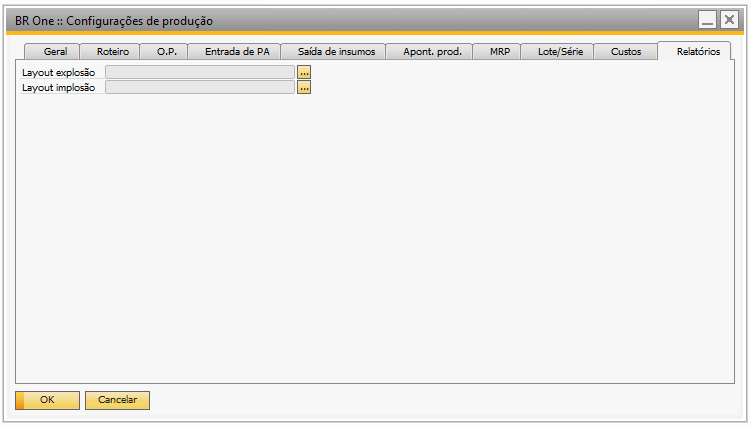 BR One :: Configurações de produção
Geral Roteiro O.P. Entrada de PA Saída de insumos Apont. prod. MRP Lote/Série Custos Relatórios
Layout explosão ...
Layout implosão ...
OK Cancelar